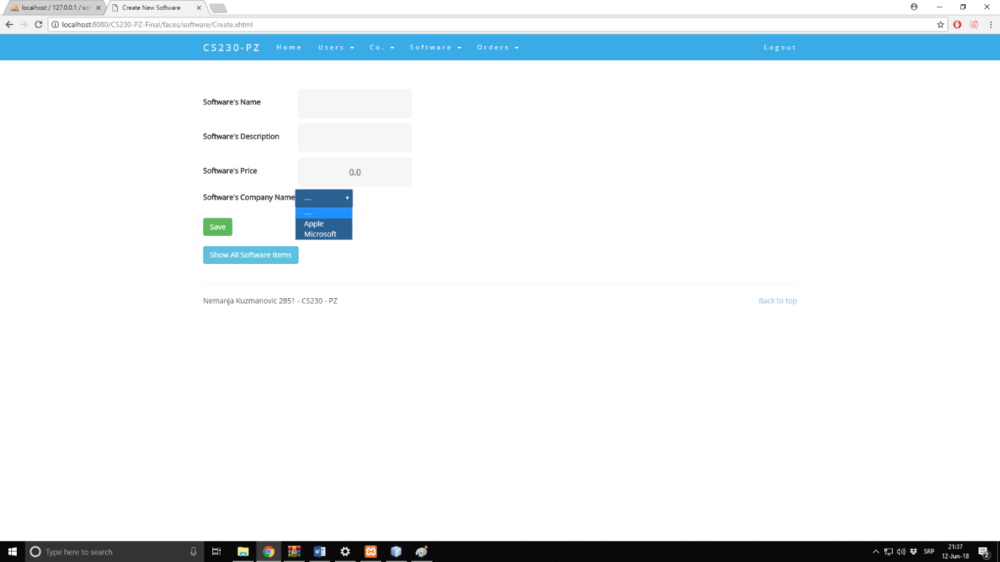 localhost / 127.0.0.1 / sof
Create New Software
localhost:8080/CS230-PZ-Final/faces/software/Create.xhtml
CS230-PZ Home Users Co. Software Orders Logout
Software's Name
Software's Description
Software's Price 0.0
Software's Company Name ---
---
Apple
Microsoft
Save
Show All Software Items
Nemanja Kuzmanovic 2851 - CS230 - PZ
Back to top
Type here to search
SRP
21:37
12-Jun-18
2